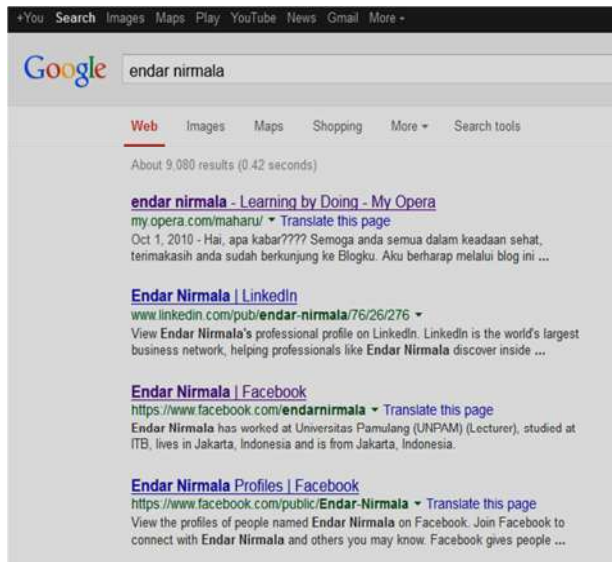 +You Search Images Maps Play YouTube News Gmail More
Google endar nirmala
Web Images Maps Shopping More Search tools
About 9,080 results (0.42 seconds)
endar nirmala - Learning by Doing - My Opera
my.opera.com/maharu/ Translate this page
Oct 1, 2010 - Hai, apa kabar???? Semoga anda semua dalam keadaan sehat,
terimakasih anda sudah berkunjung ke Blogku. Aku berharap melalui blog ini ...
Endar Nirmala | LinkedIn
www.linkedin.com/pub/endar-nirmala/76/26/276
View Endar Nirmala's professional profile on LinkedIn. LinkedIn is the world's largest
business network, helping professionals like Endar Nirmala discover inside ...
Endar Nirmala | Facebook
https://www.facebook.com/endarnirmala Translate this page
Endar Nirmala has worked at Universitas Pamulang (UNPAM) (Lecturer), studied at
ITB, lives in Jakarta, Indonesia and is from Jakarta, Indonesia.
Endar Nirmala Profiles | Facebook
https://www.facebook.com/public/Endar-Nirmala Translate this page
View the profiles of people named Endar Nirmala on Facebook. Join Facebook to
connect with Endar Nirmala and others you may know. Facebook gives people ...